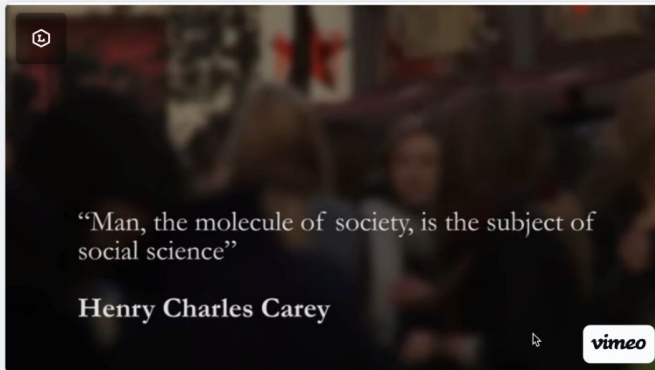 “Man, the molecule of society, is the subject of
social science”
Henry Charles Carey
vimeo